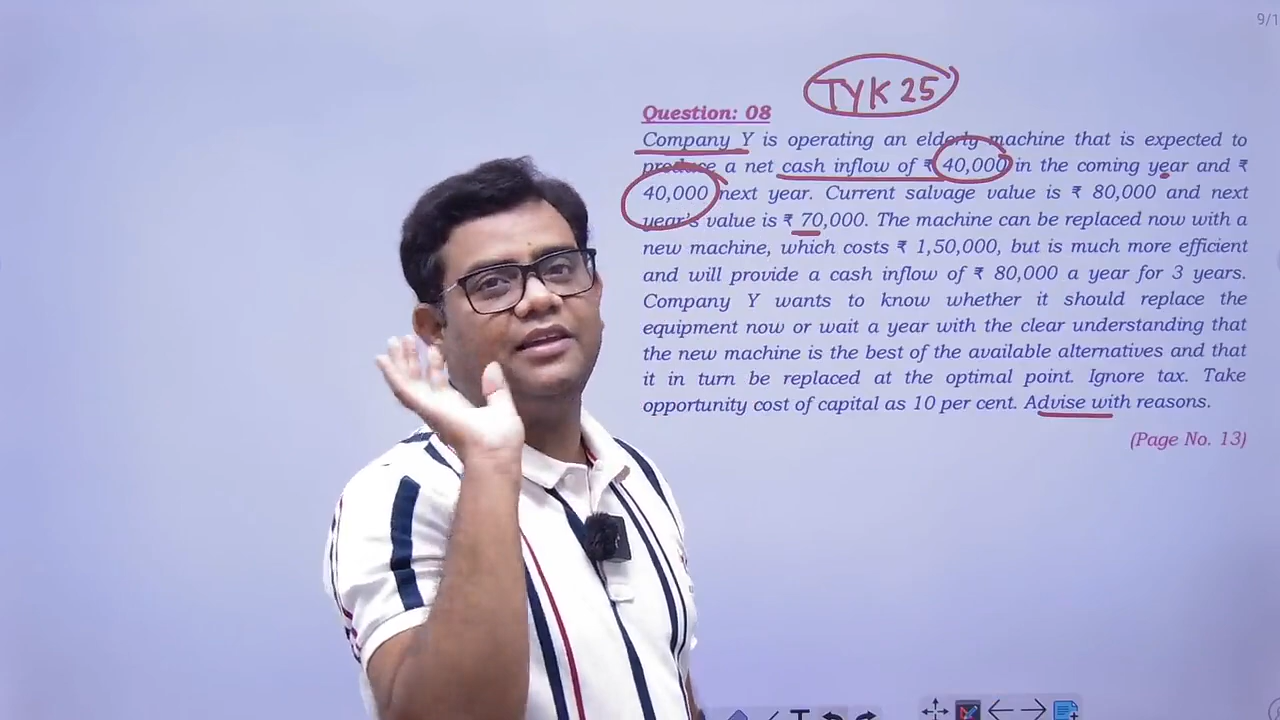 9/1
TYK 25
Question: 08
Company Y is operating an elderly machine that is expected to
produce a net cash inflow of ₹ 40,000 in the coming year and ₹
40,000 next year. Current salvage value is ₹ 80,000 and next
year's value is ₹ 70,000. The machine can be replaced now with a
new machine, which costs ₹ 1,50,000, but is much more efficient
and will provide a cash inflow of ₹ 80,000 a year for 3 years.
Company Y wants to know whether it should replace the
equipment now or wait a year with the clear understanding that
the new machine is the best of the available alternatives and that
it in turn be replaced at the optimal point. Ignore tax. Take
opportunity cost of capital as 10 per cent. Advise with reasons.
(Page No. 13)